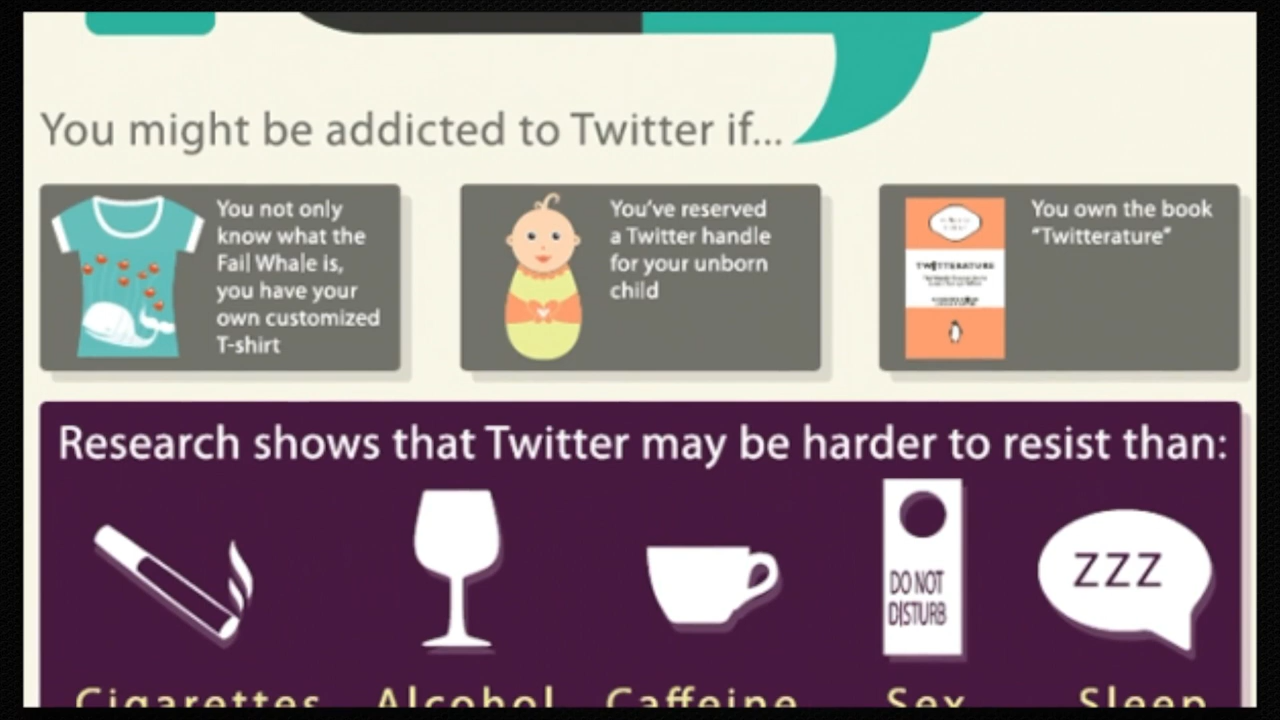 You might be addicted to Twitter if...
You not only
know what the
Fail Whale is,
you have your
own customized
T-shirt
You've reserved
a Twitter handle
for your unborn
child
TWITTERATURE
You own the book
"Twitterature"
Research shows that Twitter may be harder to resist than:
DO NOT
DISTURB
ZZZ
Cigarettes
Alcohol
Caffeine
Sex
Sleep